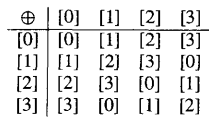 ⊕ [0] [1] [2] [3]
[0] [0] [1] [2] [3]
[1] [1] [2] [3] [0]
[2] [2] [3] [0] [1]
[3] [3] [0] [1] [2]